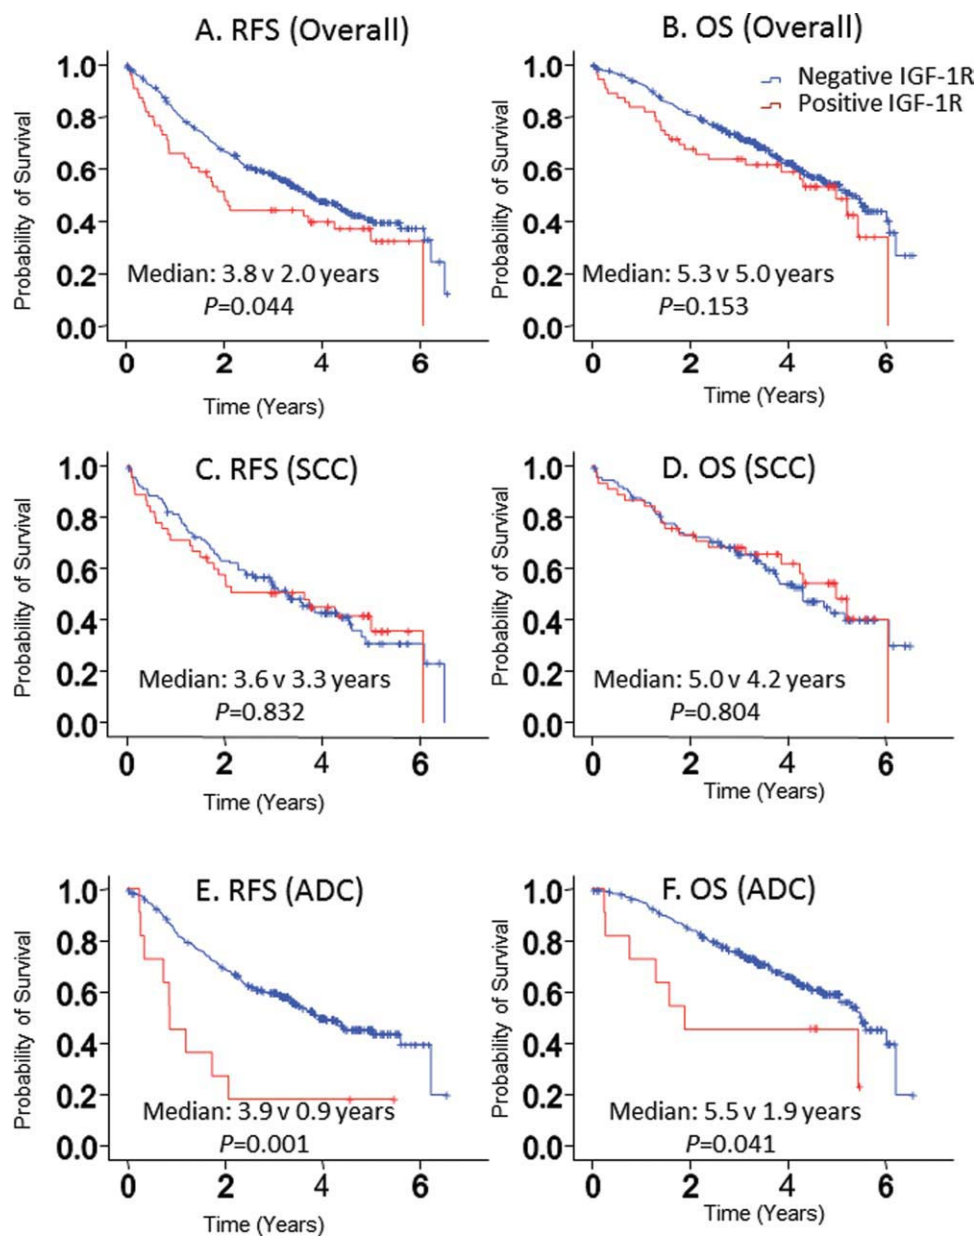 A. RFS (Overall)
Probability of Survival
1.0
0.8
0.6
0.4
0.2
0.0
Median: 3.8 v 2.0 years
P=0.044
0 2 4 6
Time (Years)
B. OS (Overall)
Negative IGF-1R
Positive IGF-1R
Probability of Survival
1.0
0.8
0.6
0.4
0.2
0.0
Median: 5.3 v 5.0 years
P=0.153
0 2 4 6
Time (Years)
C. RFS (SCC)
Probability of Survival
1.0
0.8
0.6
0.4
0.2
0.0
Median: 3.6 v 3.3 years
P=0.832
0 2 4 6
Time (Years)
D. OS (SCC)
Probability of Survival
1.0
0.8
0.6
0.4
0.2
0.0
Median: 5.0 v 4.2 years
P=0.804
0 2 4 6
Time (Years)
E. RFS (ADC)
Probability of Survival
1.0
0.8
0.6
0.4
0.2
0.0
Median: 3.9 v 0.9 years
P=0.001
0 2 4 6
Time (Years)
F. OS (ADC)
Probability of Survival
1.0
0.8
0.6
0.4
0.2
0.0
Median: 5.5 v 1.9 years
P=0.041
0 2 4 6
Time (Years)